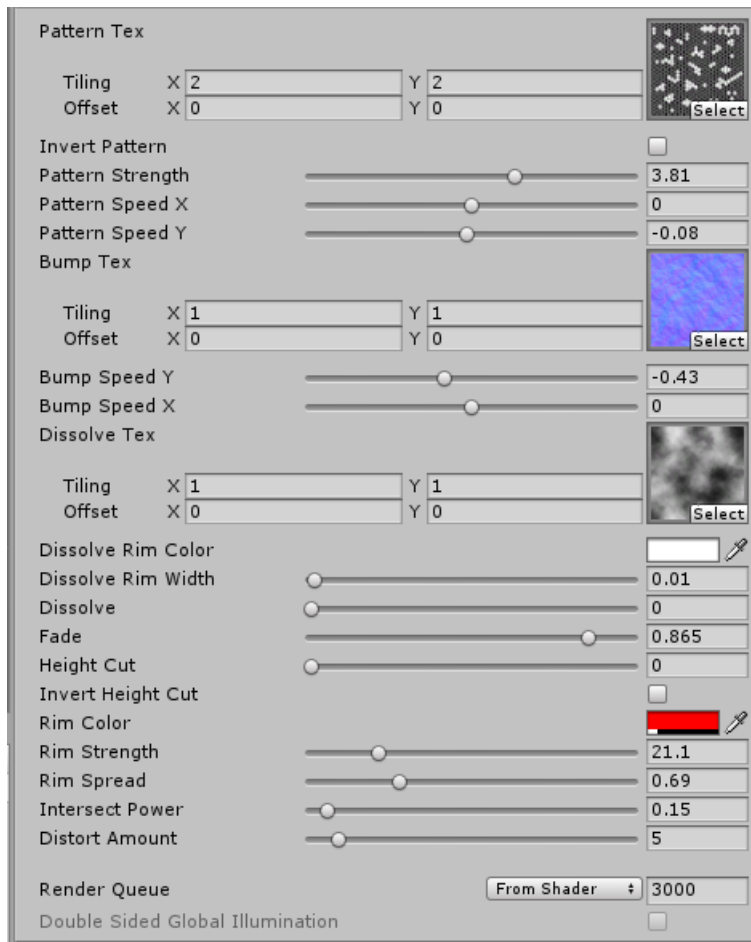 Pattern Tex
Tiling X 2 Y 2
Offset X 0 Y 0
Select
Invert Pattern
Pattern Strength 3.81
Pattern Speed X 0
Pattern Speed Y -0.08
Bump Tex
Tiling X 1 Y 1
Offset X 0 Y 0
Select
Bump Speed Y -0.43
Bump Speed X 0
Dissolve Tex
Tiling X 1 Y 1
Offset X 0 Y 0
Select
Dissolve Rim Color
Dissolve Rim Width 0.01
Dissolve 0
Fade 0.865
Height Cut 0
Invert Height Cut
Rim Color
Rim Strength 21.1
Rim Spread 0.69
Intersect Power 0.15
Distort Amount 5
Render Queue From Shader 3000
Double Sided Global Illumination